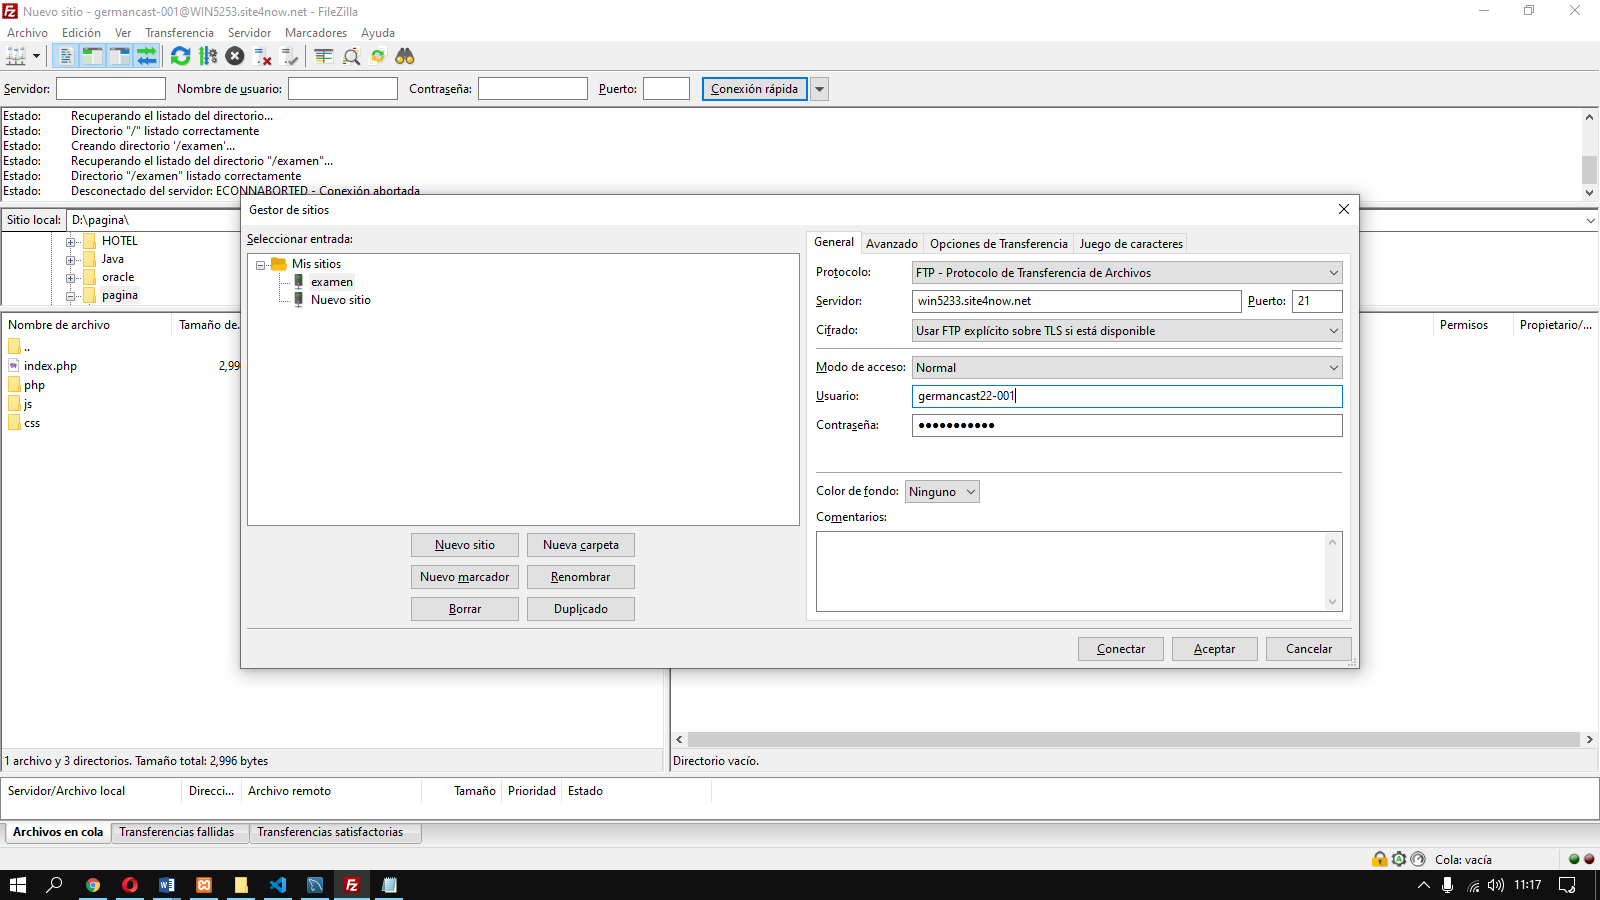 Nuevo sitio - germancast-001@WIN5253.site4now.net - FileZilla
Archivo Edición Ver Transferencia Servidor Marcadores Ayuda
Servidor: Nombre de usuario: Contraseña: Puerto: Conexión rápida
Estado: Recuperando el listado del directorio...
Estado: Directorio "/" listado correctamente
Estado: Creando directorio '/examen'...
Estado: Recuperando el listado del directorio "/examen"...
Estado: Directorio "/examen" listado correctamente
Estado: Desconectado del servidor: ECONNABORTED - Conexión abortada
Sitio local: D:\pagina\
HOTEL
Java
oracle
pagina
Nombre de archivo Tamaño de...
..
index.php 2,99
php
js
css
1 archivo y 3 directorios. Tamaño total: 2,996 bytes
Gestor de sitios
Seleccionar entrada:
Mis sitios
examen
Nuevo sitio
Nuevo sitio Nueva carpeta
Nuevo marcador Renombrar
Borrar Duplicado
General Avanzado Opciones de Transferencia Juego de caracteres
Protocolo: FTP - Protocolo de Transferencia de Archivos
Servidor: win5233.site4now.net Puerto: 21
Cifrado: Usar FTP explícito sobre TLS si está disponible
Modo de acceso: Normal
Usuario: germancast22-001
Contraseña: ●●●●●●●●●●●
Color de fondo: Ninguno
Comentarios:
Conectar Aceptar Cancelar
Permisos Propietario/...
Directorio vacío.
Servidor/Archivo local Direcci... Archivo remoto Tamaño Prioridad Estado
Archivos en cola Transferencias fallidas Transferencias satisfactorias
Cola: vacía
11:17